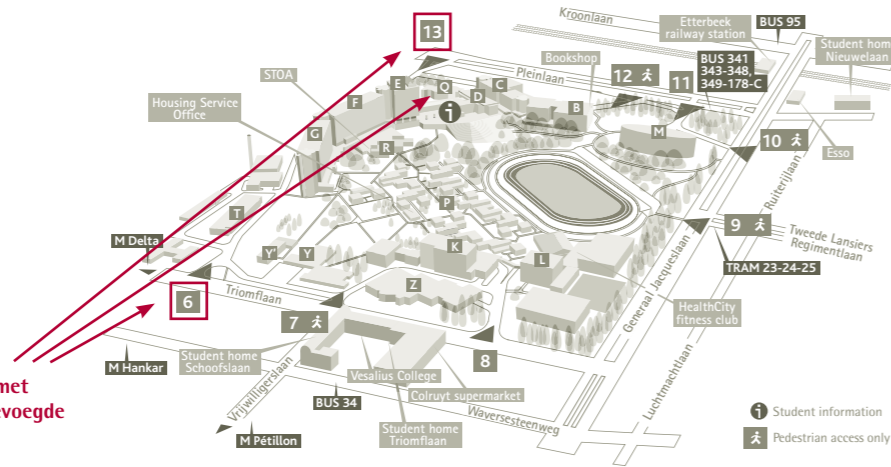 Kroonlaan
Etterbeek
railway station
BUS 95
13
STOA
Bookshop
BUS 341
343-348,
349-178-C
Student home
Nieuwelaan
Pleinlaan
12
11
E
Q
C
D
F
B
Housing Service
Office
G
R
M
10
Esso
T
P
Ruiterijlaan
9
Tweede Lansiers
Regimentlaan
M Delta
Y'
Y
K
L
TRAM 23-24-25
Generaal Jacqueslaan
Z
6
Triomflaan
HealthCity
fitness club
7
8
M Hankar
Student home
Schoofslaan
Vesalius College
Colruyt supermarket
Luchtmachtlaan
met
evoegde
Vrijwilligerslaan
BUS 34
Student home
Triomflaan
Waversesteenweg
M Pétillon
i Student information
Pedestrian access only